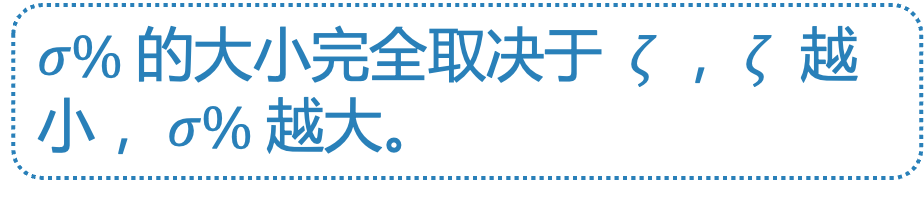 σ% 的大小完全取决于 ζ ，ζ 越
小，σ% 越大。